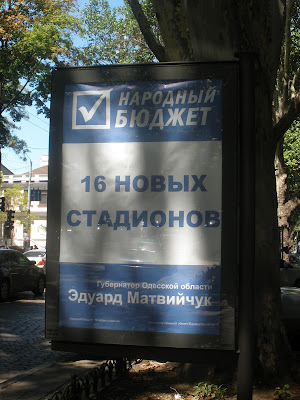 НАРОДНЫЙ
БЮДЖЕТ
16 НОВЫХ
СТАДИОНОВ
Губернатор Одесской области
Эдуард Матвийчук